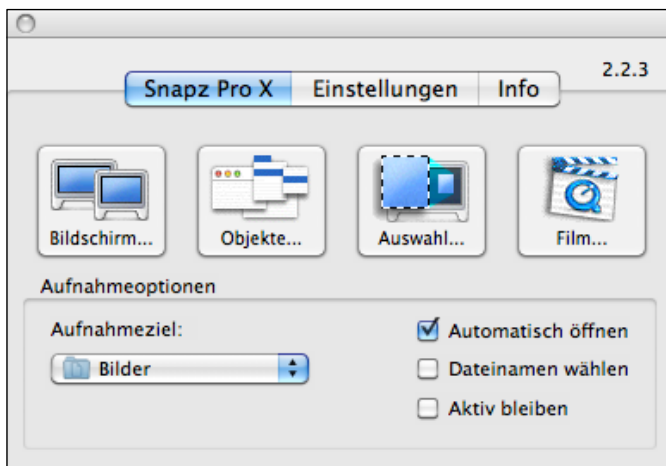 2.2.3
Snapz Pro X Einstellungen Info
Bildschirm... Objekte... Auswahl... Film...
Aufnahmeoptionen
Aufnahmeziel:
Bilder
Automatisch öffnen
Dateinamen wählen
Aktiv bleiben